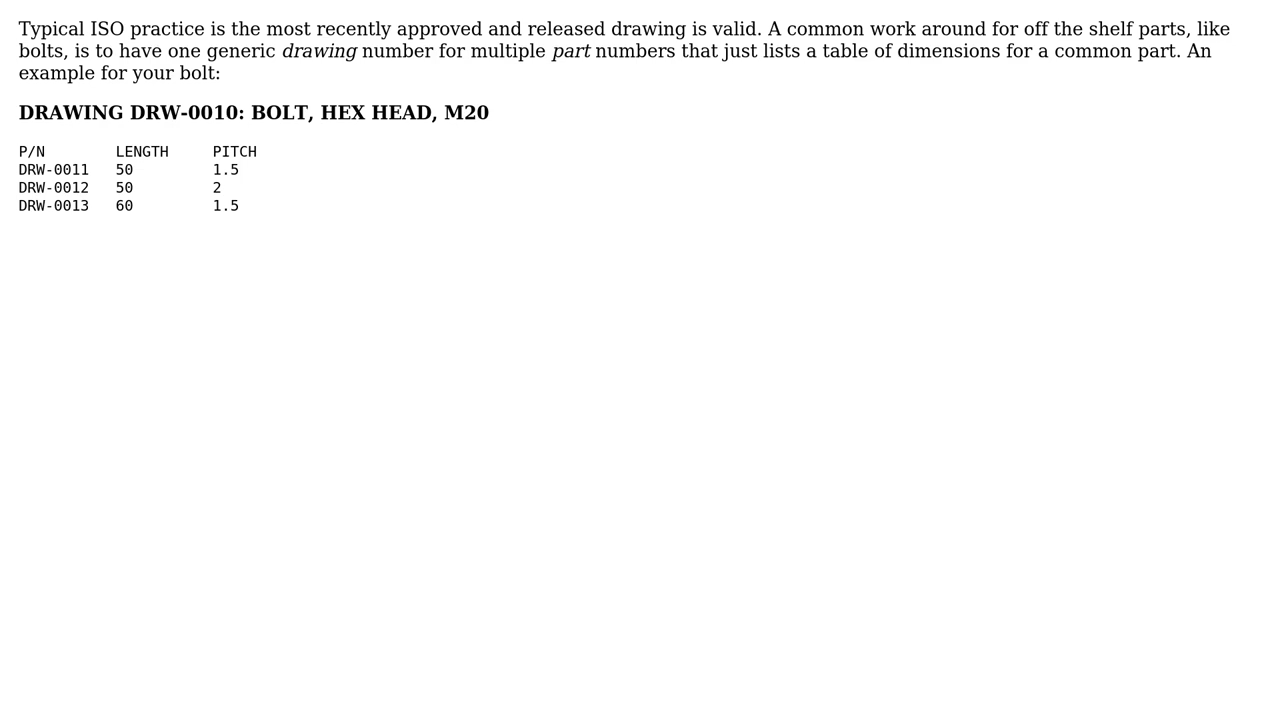 Typical ISO practice is the most recently approved and released drawing is valid. A common work around for off the shelf parts, like
bolts, is to have one generic drawing number for multiple part numbers that just lists a table of dimensions for a common part. An
example for your bolt:
DRAWING DRW-0010: BOLT, HEX HEAD, M20
P/N        LENGTH     PITCH
DRW-0011   50         1.5
DRW-0012   50         2
DRW-0013   60         1.5